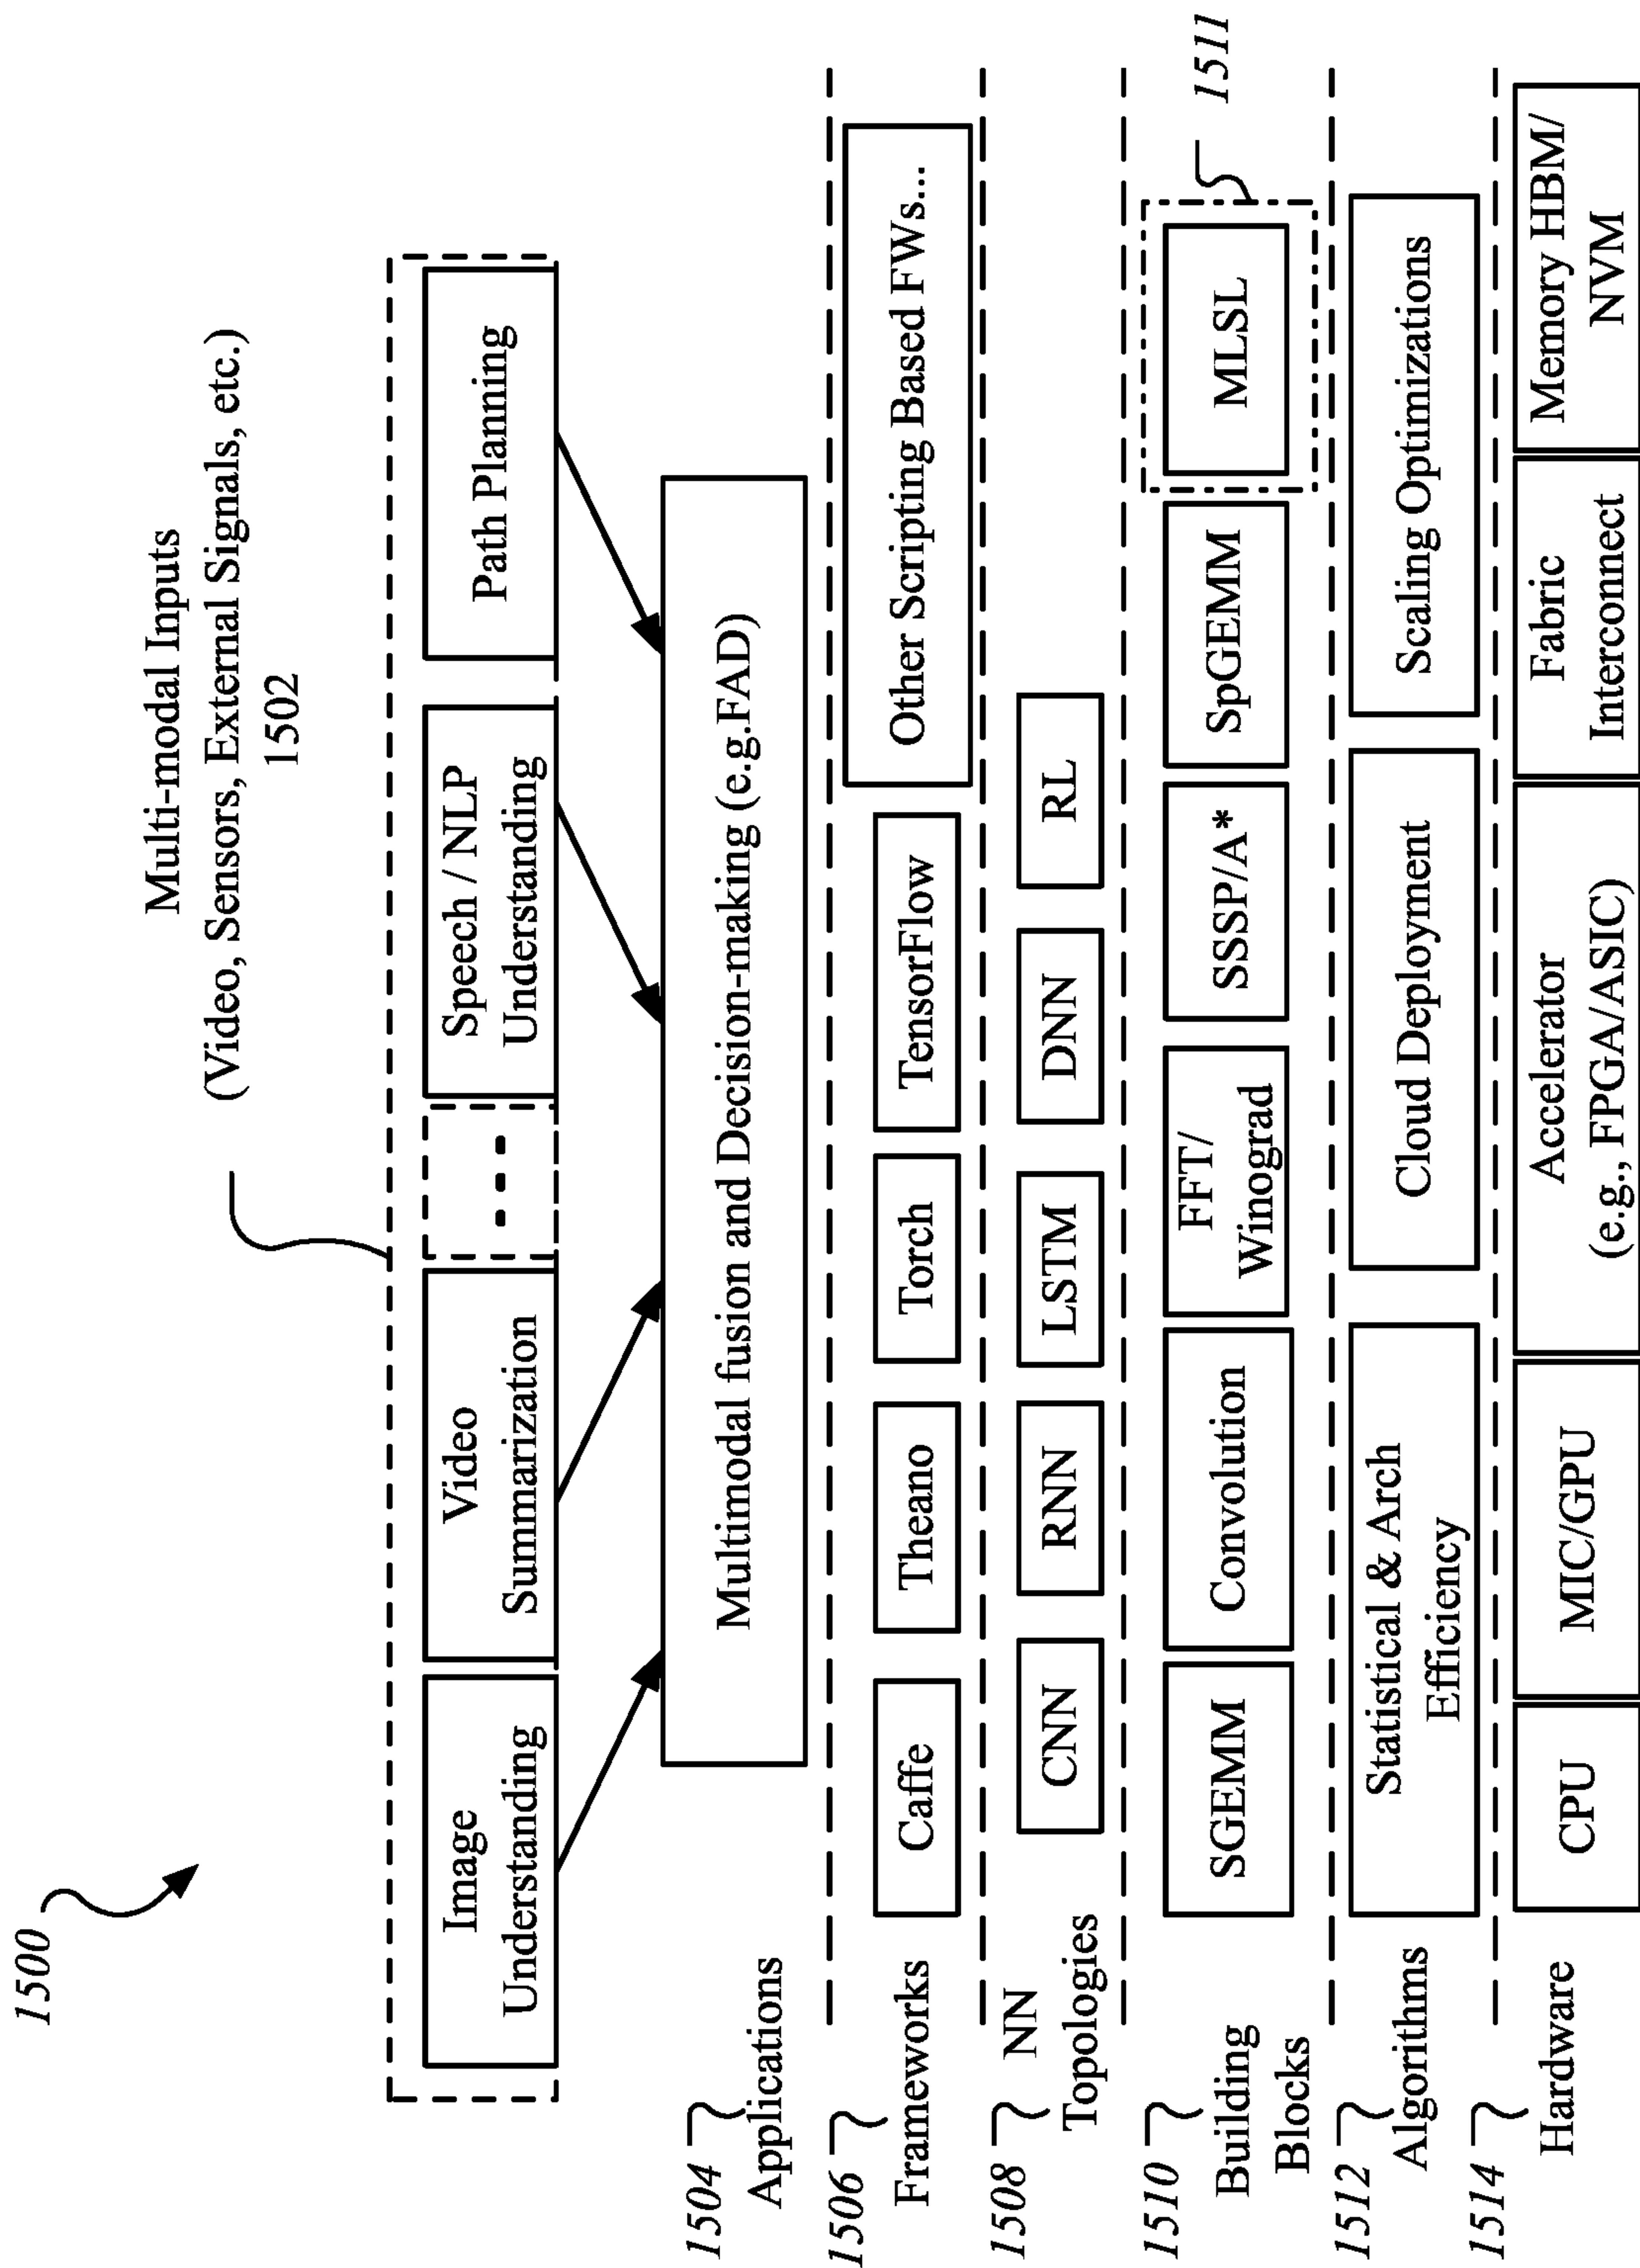 1500
Multi-modal Inputs
(Video, Sensors, External Signals, etc.)
1502
Image
Understanding
Video
Summarization
Speech / NLP
Understanding
Path Planning
1504
Applications
Multimodal fusion and Decision-making (e.g.FAD)
1506
Frameworks
Caffe
Theano
Torch
TensorFlow
Other Scripting Based FWs...
1508
NN
Topologies
CNN
RNN
LSTM
DNN
RL
1510
Building
Blocks
SGEMM
Convolution
FFT/
Winograd
SSSP/A*
SpGEMM
MLSL
1511
1512
Algorithms
Statistical & Arch
Efficiency
Cloud Deployment
Scaling Optimizations
1514
Hardware
CPU
MIC/GPU
Accelerator
(e.g., FPGA/ASIC)
Fabric
Interconnect
Memory HBM/
NVM